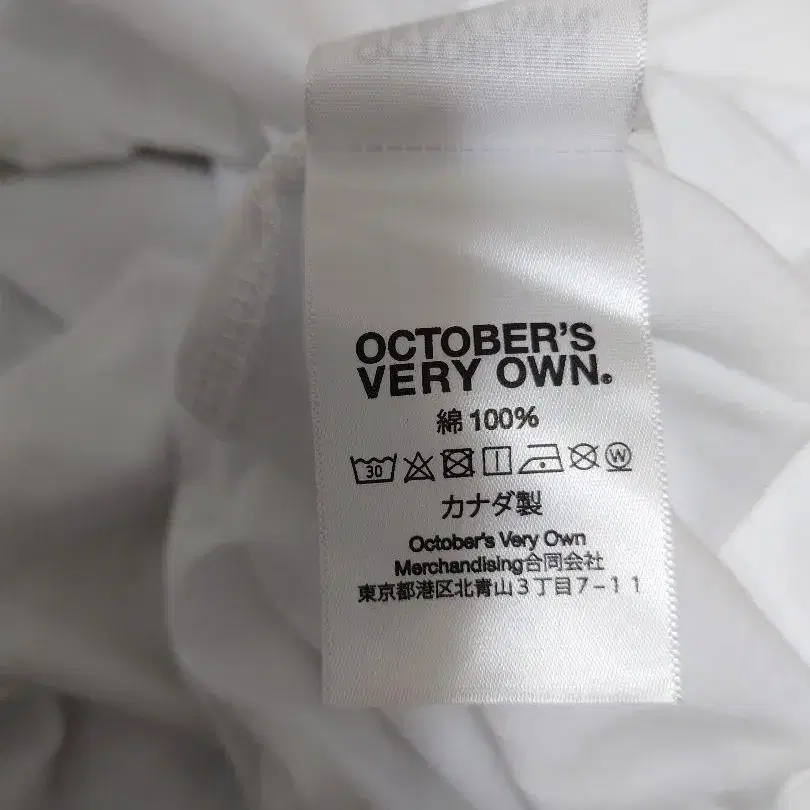 OCTOBER'S
VERY OWN®
綿 100%
30 W
カナダ製
October's Very Own
Merchandising合同会社
東京都港区北青山3丁目7-11